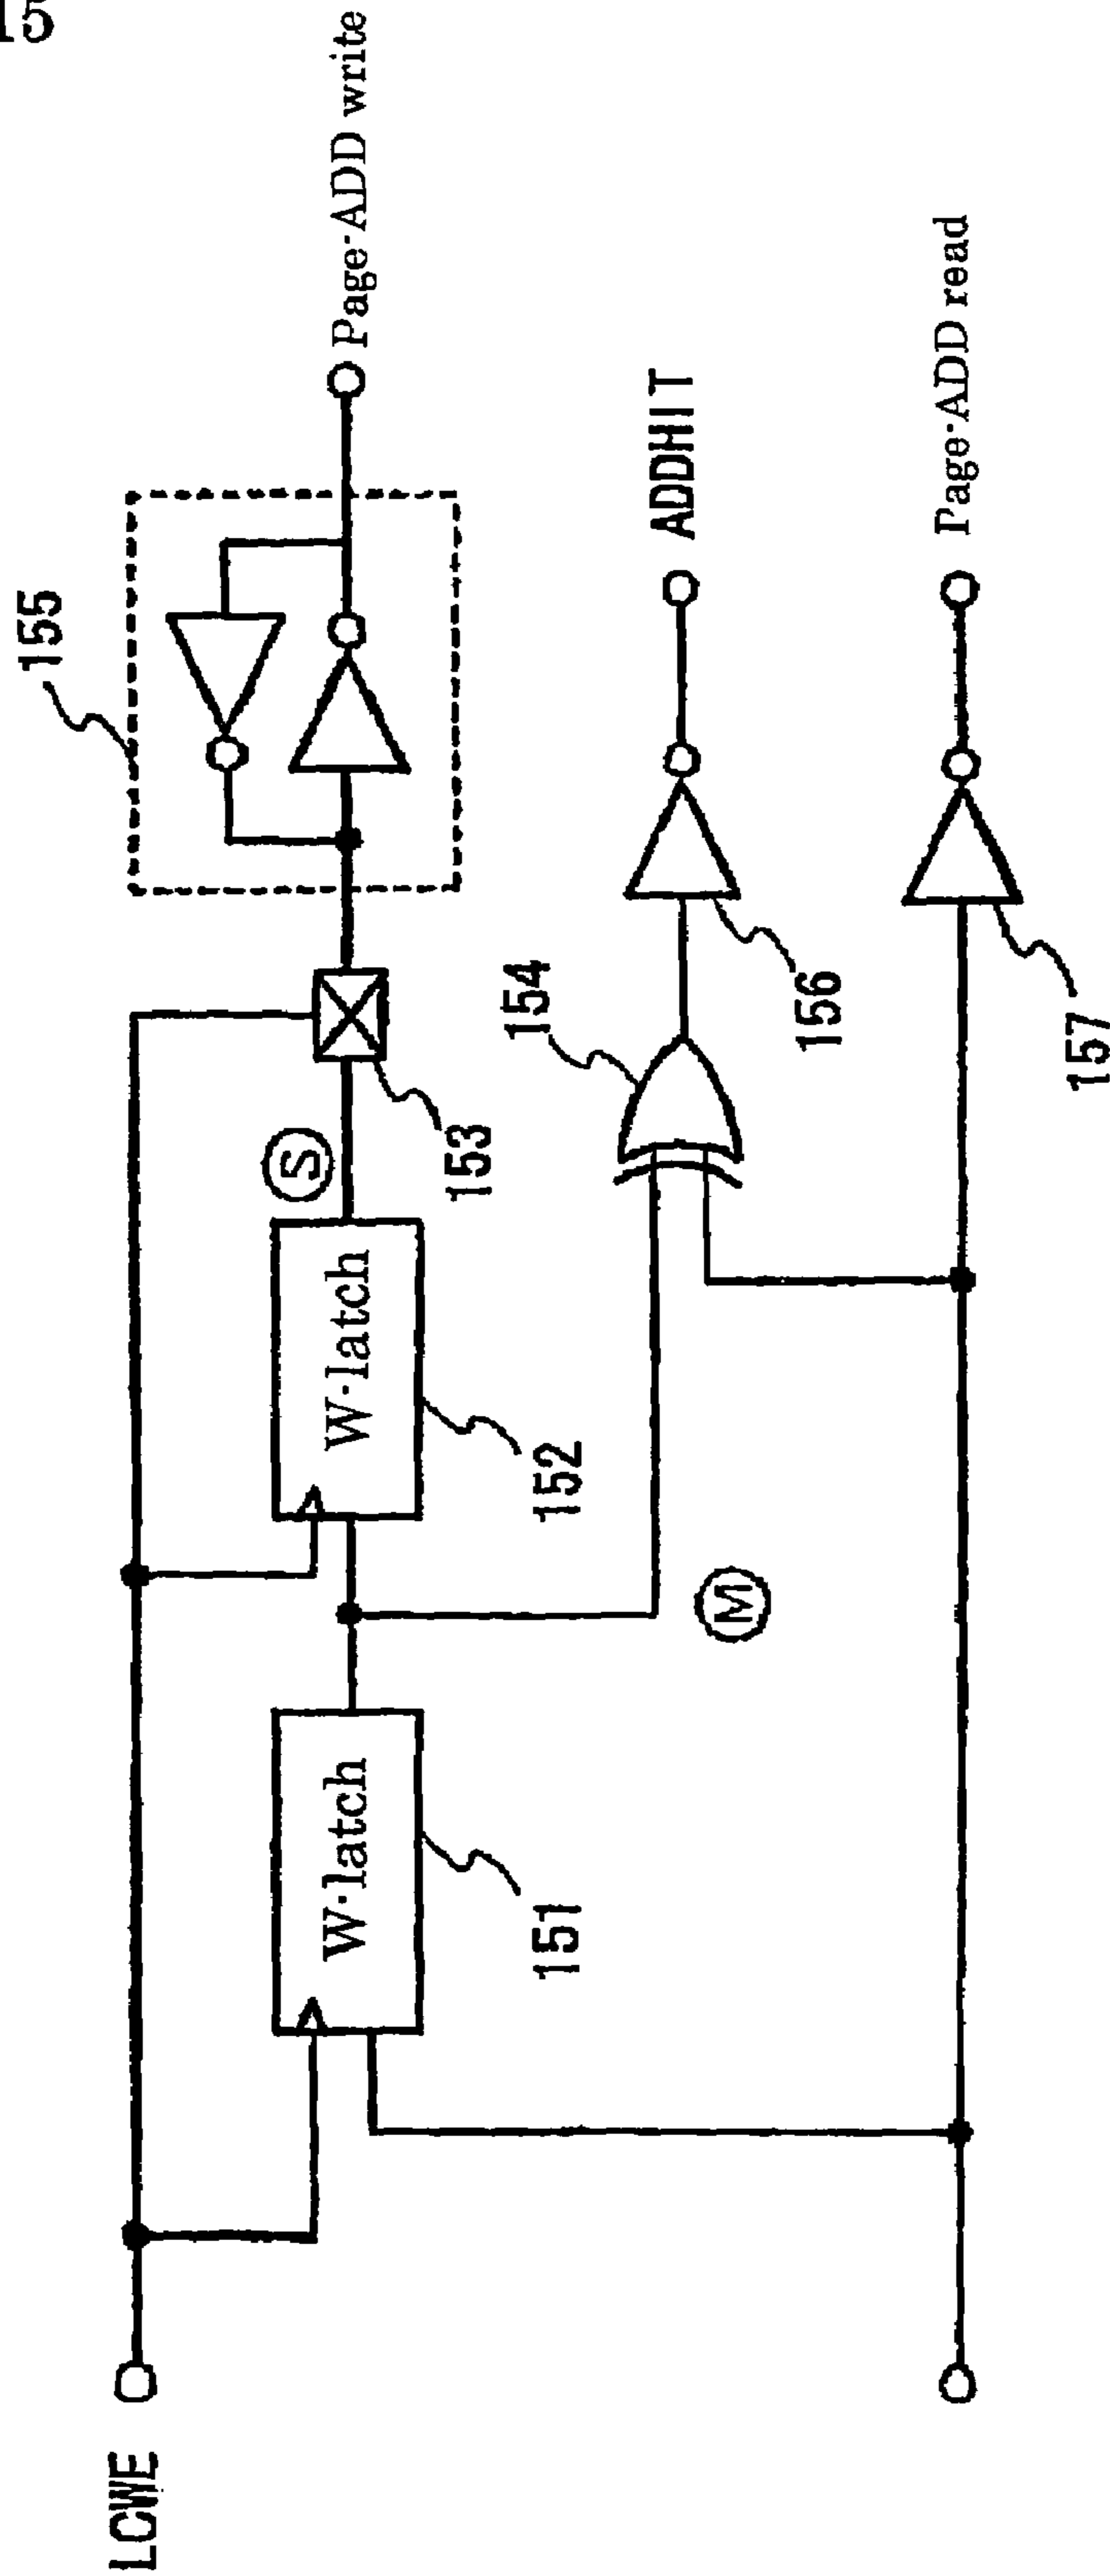 15
LCWE
W-latch
151
W-latch
152
S
153
155
Page-ADD write
M
154
156
ADDHIT
157
Page-ADD read